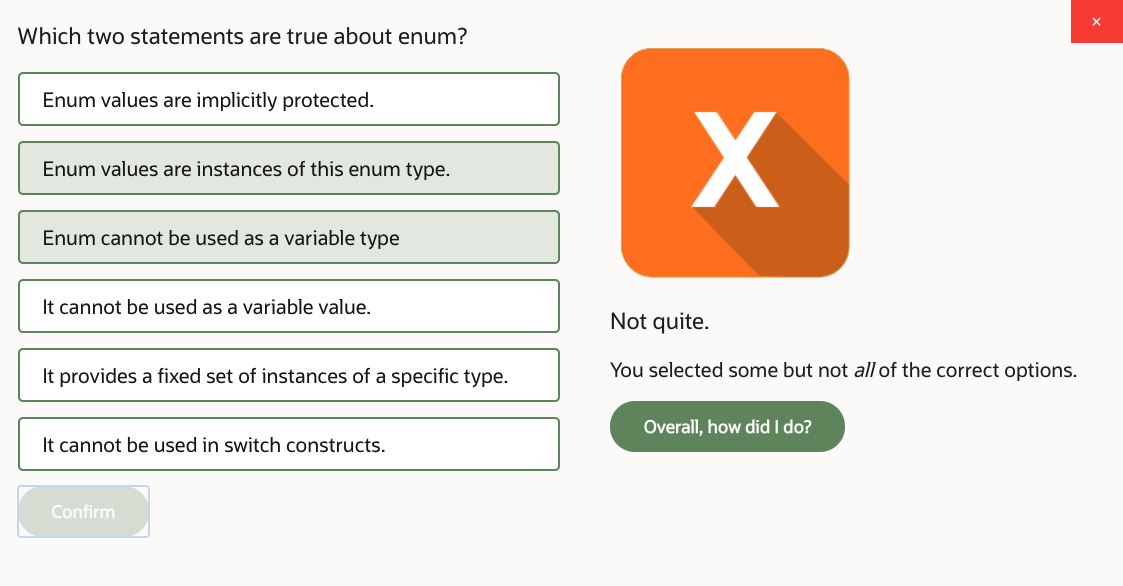 Which two statements are true about enum?
×
Enum values are implicitly protected.
Enum values are instances of this enum type.
Enum cannot be used as a variable type
It cannot be used as a variable value.
It provides a fixed set of instances of a specific type.
It cannot be used in switch constructs.
Confirm
X
Not quite.
You selected some but not all of the correct options.
Overall, how did I do?